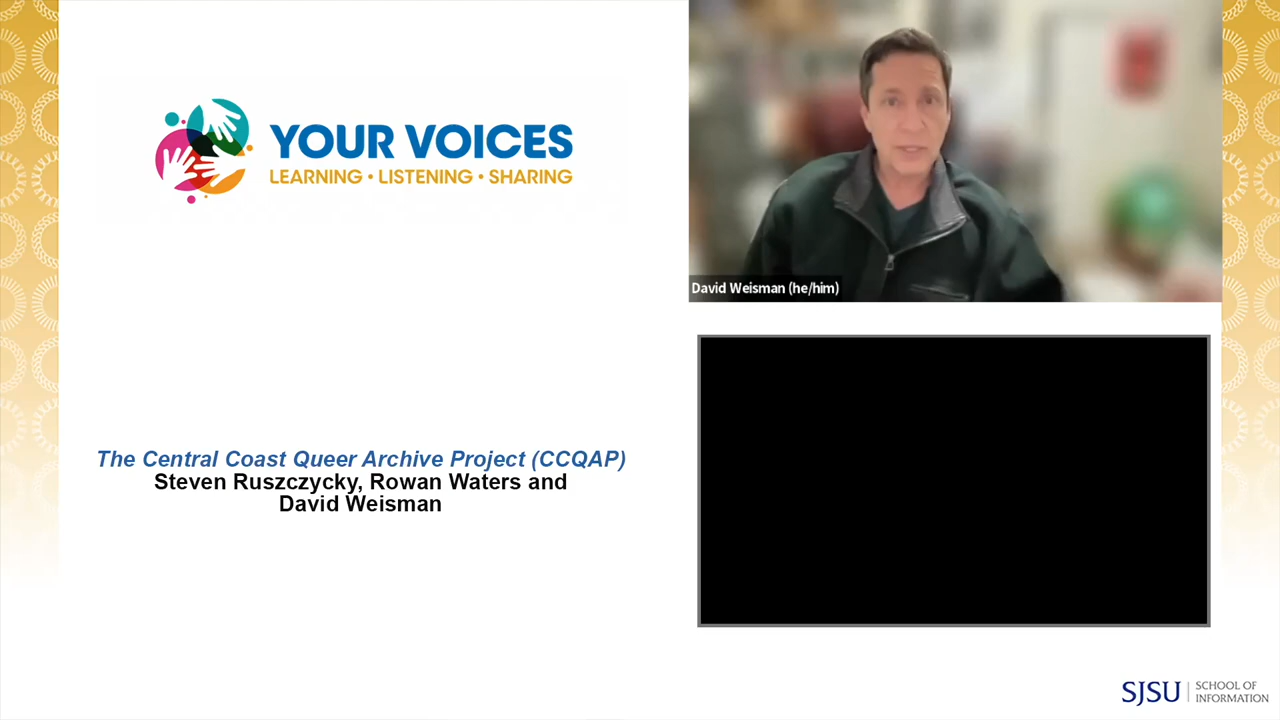 YOUR VOICES
LEARNING • LISTENING • SHARING
David Weisman (he/him)
The Central Coast Queer Archive Project (CCQAP)
Steven Ruszczycky, Rowan Waters and
David Weisman
SJSU | SCHOOL OF
INFORMATION